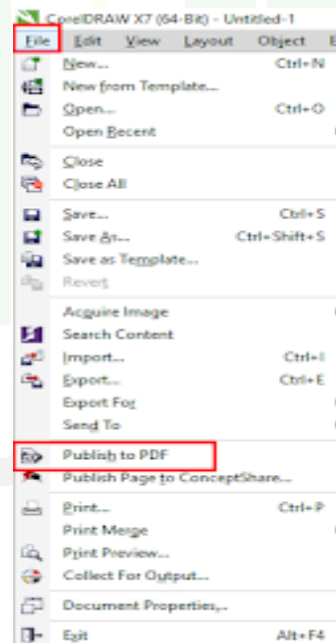 CorelDRAW X7 (64-Bit) - Untitled-1
File Edit View Layout Object
New... Ctrl+N
New from Template...
Open... Ctrl+O
Open Recent
Close
Close All
Save... Ctrl+S
Save As... Ctrl+Shift+S
Save as Template...
Revert
Acquire Image
Search Content
Import... Ctrl+I
Export... Ctrl+E
Export For
Send To
Publish to PDF
Publish Page to ConceptShare...
Print... Ctrl+P
Print Merge
Print Preview...
Collect For Output...
Document Properties...
Exit Alt+F4